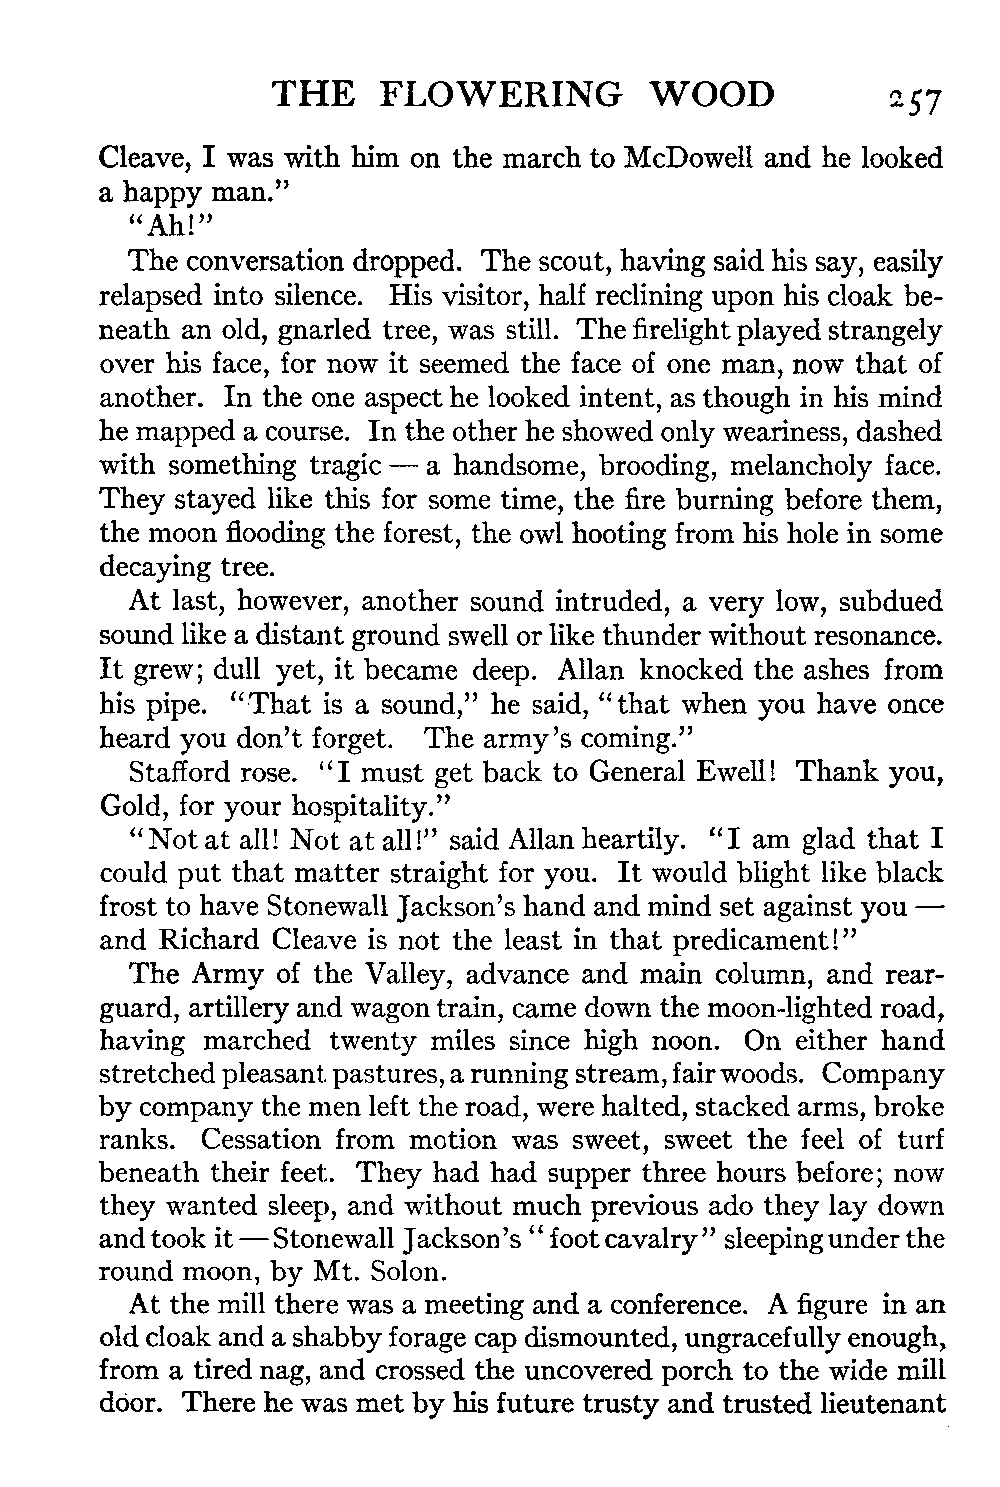 THE FLOWERING WOOD 257
Cleave, I was with him on the march to McDowell and he looked
a happy man."
"Ah!"
The conversation dropped. The scout, having said his say, easily
relapsed into silence. His visitor, half reclining upon his cloak be-
neath an old, gnarled tree, was still. The firelight played strangely
over his face, for now it seemed the face of one man, now that of
another. In the one aspect he looked intent, as though in his mind
he mapped a course. In the other he showed only weariness, dashed
with something tragic — a handsome, brooding, melancholy face.
They stayed like this for some time, the fire burning before them,
the moon flooding the forest, the owl hooting from his hole in some
decaying tree.
At last, however, another sound intruded, a very low, subdued
sound like a distant ground swell or like thunder without resonance.
It grew; dull yet, it became deep. Allan knocked the ashes from
his pipe. "That is a sound," he said, "that when you have once
heard you don't forget. The army's coming."
Stafford rose. "I must get back to General Ewell! Thank you,
Gold, for your hospitality."
"Not at all! Not at all!" said Allan heartily. "I am glad that I
could put that matter straight for you. It would blight like black
frost to have Stonewall Jackson's hand and mind set against you —
and Richard Cleave is not the least in that predicament!"
The Army of the Valley, advance and main column, and rear-
guard, artillery and wagon train, came down the moon-lighted road,
having marched twenty miles since high noon. On either hand
stretched pleasant pastures, a running stream, fair woods. Company
by company the men left the road, were halted, stacked arms, broke
ranks. Cessation from motion was sweet, sweet the feel of turf
beneath their feet. They had had supper three hours before; now
they wanted sleep, and without much previous ado they lay down
and took it — Stonewall Jackson's "foot cavalry" sleeping under the
round moon, by Mt. Solon.
At the mill there was a meeting and a conference. A figure in an
old cloak and a shabby forage cap dismounted, ungracefully enough,
from a tired nag, and crossed the uncovered porch to the wide mill
door. There he was met by his future trusty and trusted lieutenant